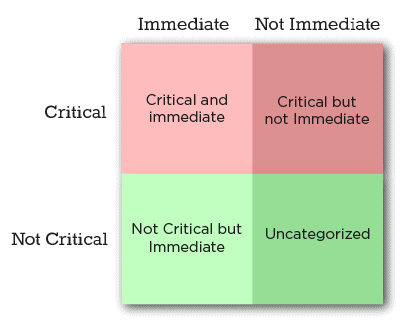 Immediate Not Immediate
Critical
Critical and
immediate
Critical but
not Immediate
Not Critical
Not Critical but
Immediate
Uncategorized